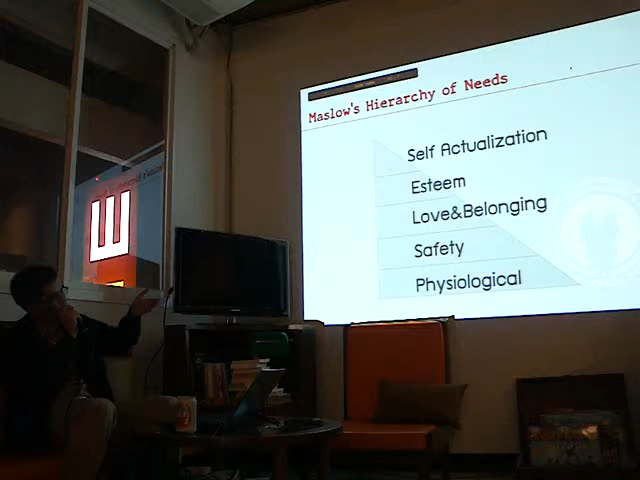 Maslow's Hierarchy of Needs
Self Actualization
Esteem
Love&Belonging
Safety
Physiological